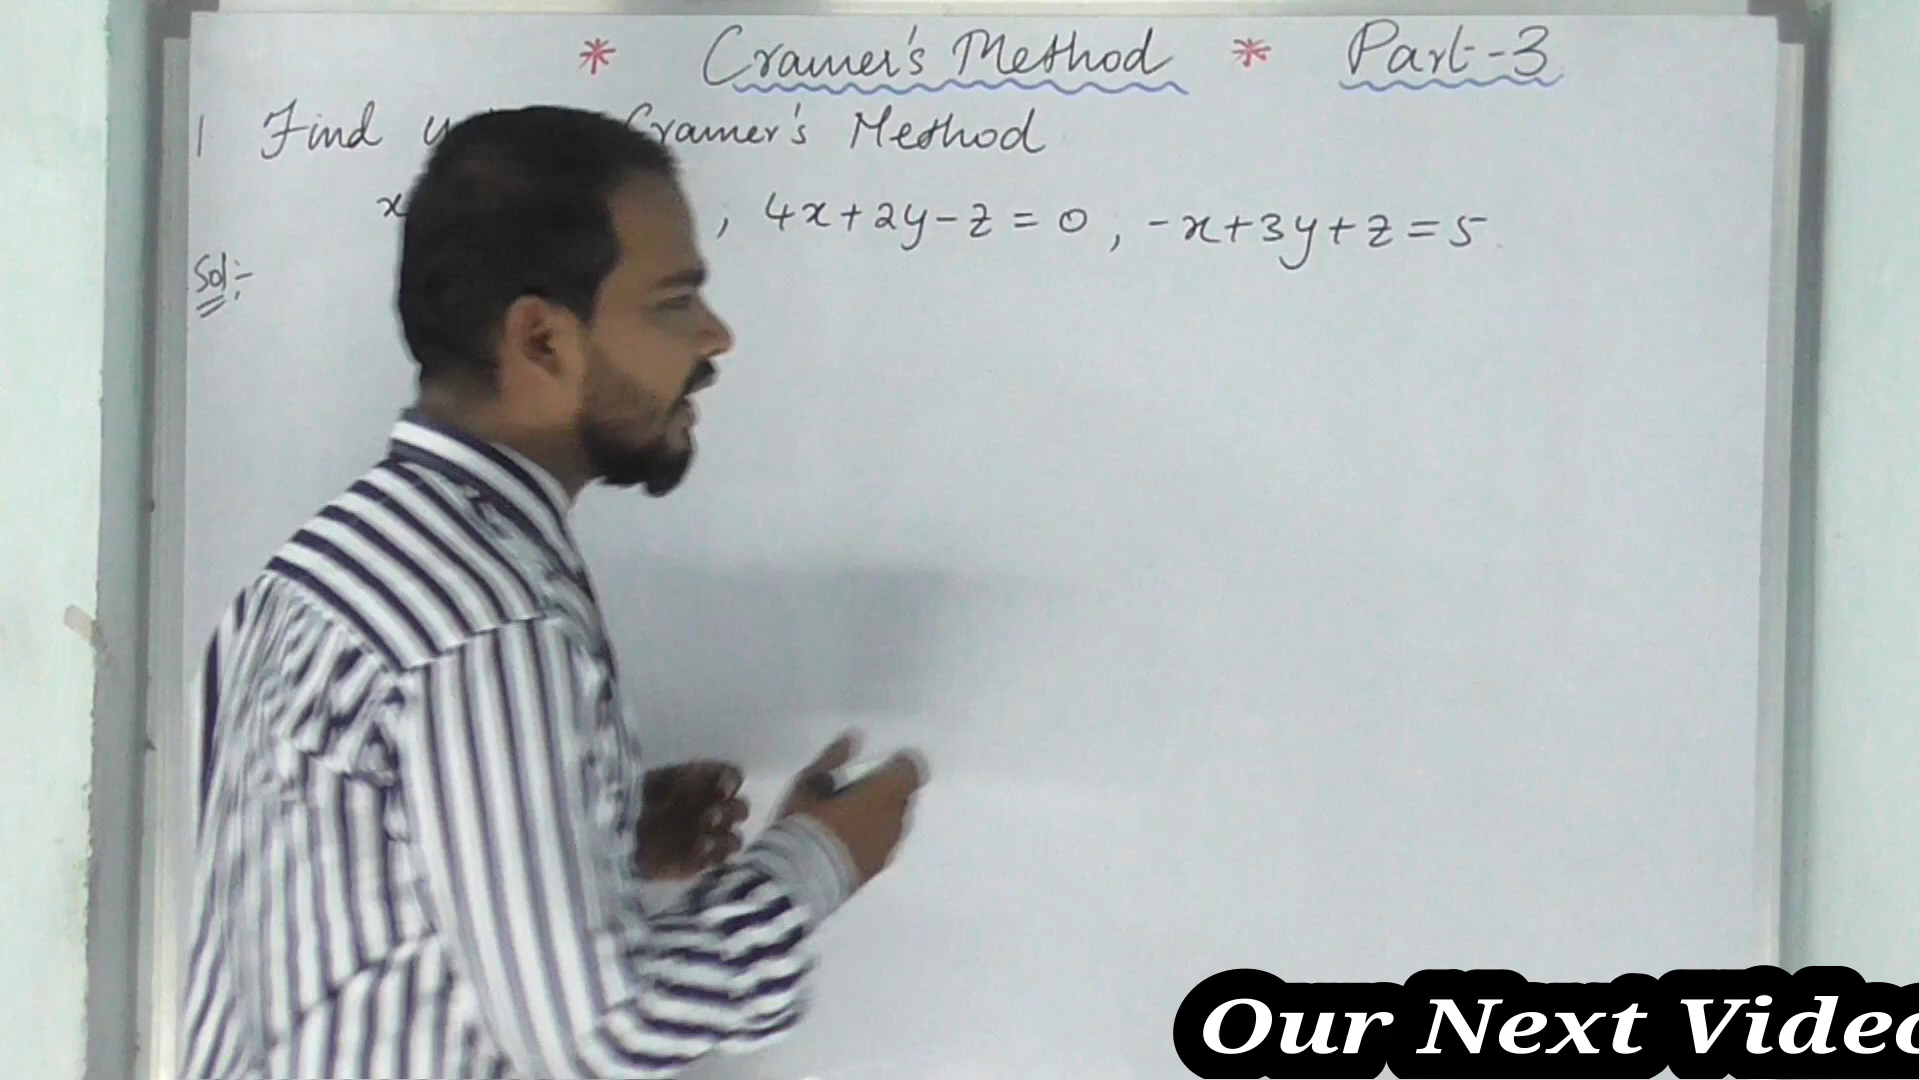 * Cramer's Method * Part-3
1 Find Cramer's Method
x , 4x+2y-z=0, -x+3y+z=5
Sol:-
Our Next Video